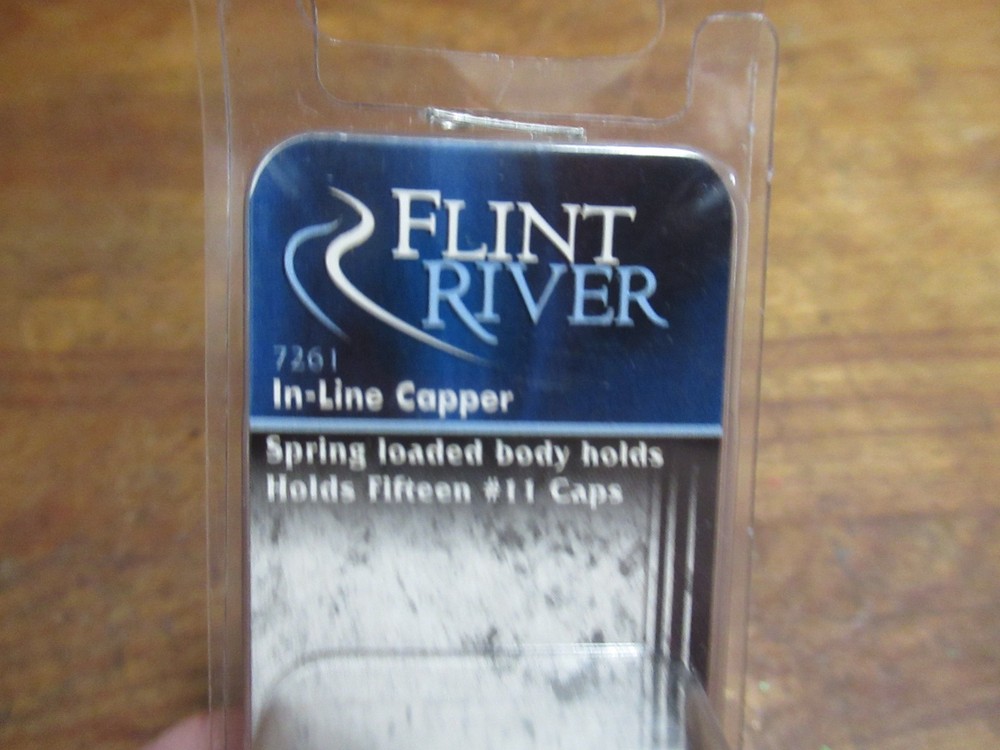 FLINT
RIVER
7261
In-Line Capper
Spring loaded body holds
Holds Fifteen #11 Caps